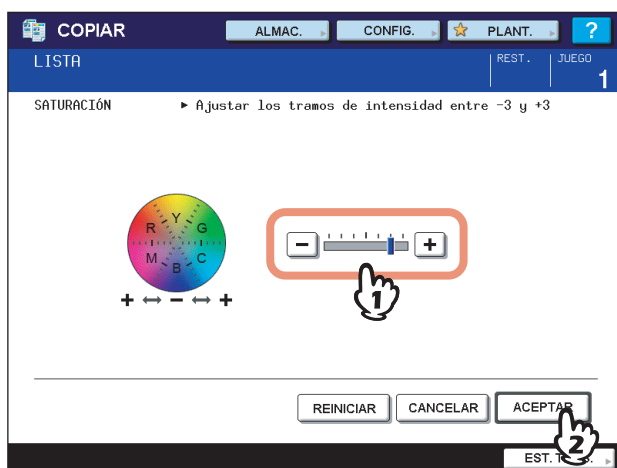 COPIAR ALMAC. CONFIG. PLANT. ?
LISTA REST. JUEGO
1
SATURACIÓN ► Ajustar los tramos de intensidad entre -3 y +3
Y
R G
M C
B
+ ↔ - ↔ +
- +
1
REINICIAR CANCELAR ACEPTAR
2
EST.